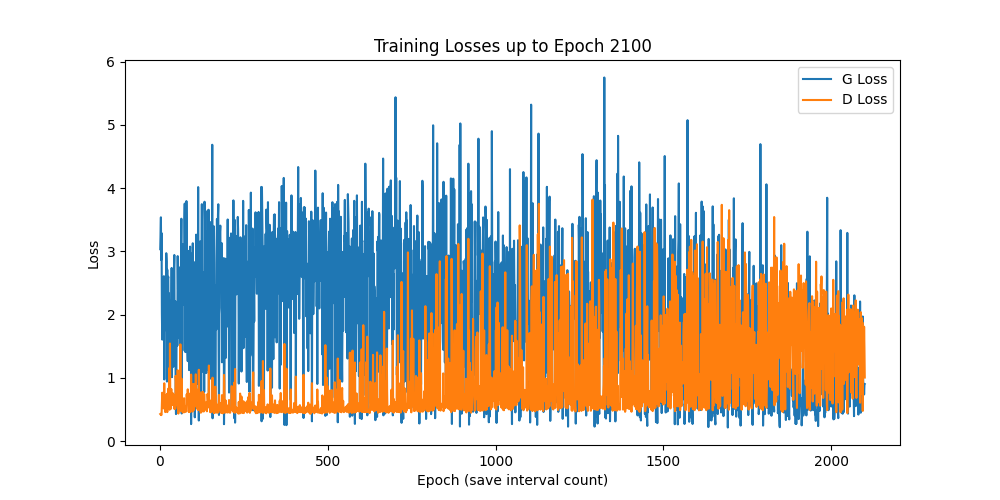 Training Losses up to Epoch 2100
G Loss
D Loss
6
5
4
3
2
1
0
Loss
0
500
1000
1500
2000
Epoch (save interval count)